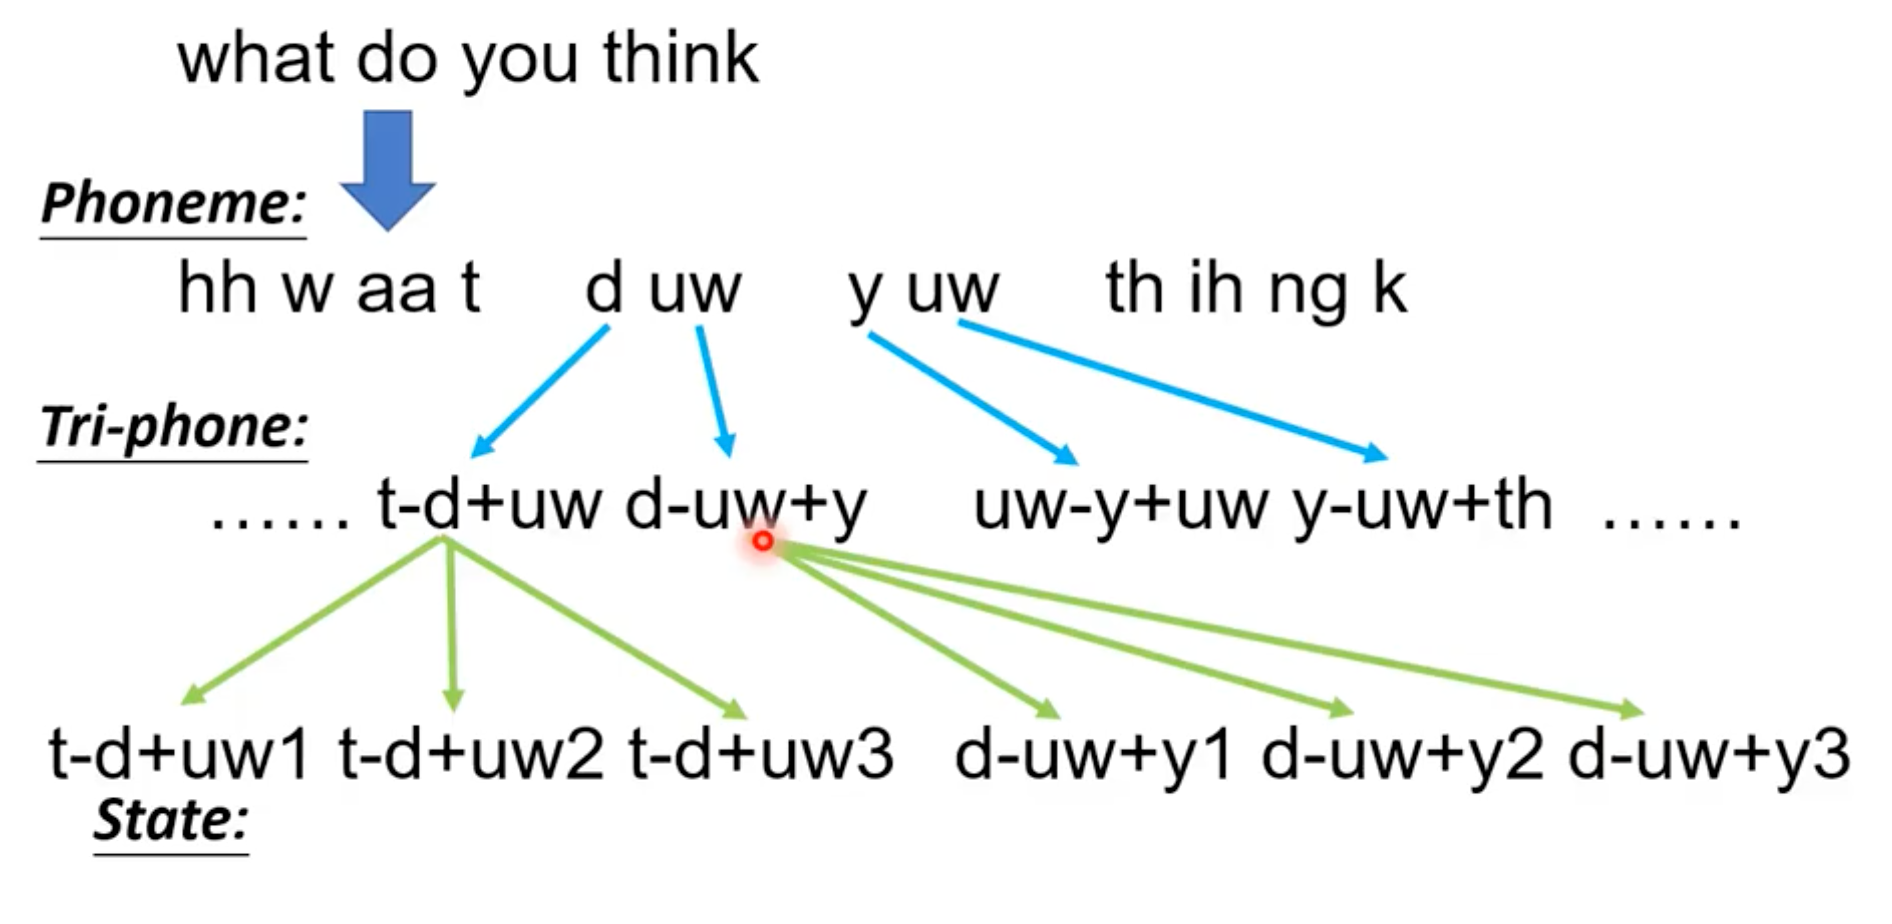 what do you think
Phoneme:
hh w aa t d uw y uw th ih ng k
Tri-phone:
…… t-d+uw d-uw+y uw-y+uw y-uw+th ……
t-d+uw1 t-d+uw2 t-d+uw3 d-uw+y1 d-uw+y2 d-uw+y3
State: